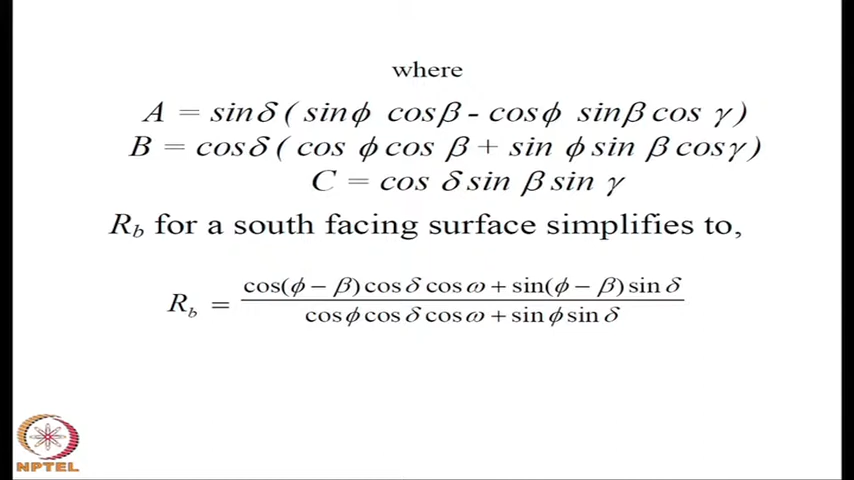 where
A = sinδ ( sinϕ cosβ - cosϕ sinβ cos γ )
B = cosδ ( cos ϕ cos β + sin ϕ sin β cosγ )
C = cos δ sin β sin γ
R_b for a south facing surface simplifies to,
R_b = \frac{cos(ϕ − β) cos δ cos ω + sin(ϕ − β) sin δ}{cos ϕ cos δ cos ω + sin ϕ sin δ}
NPTEL